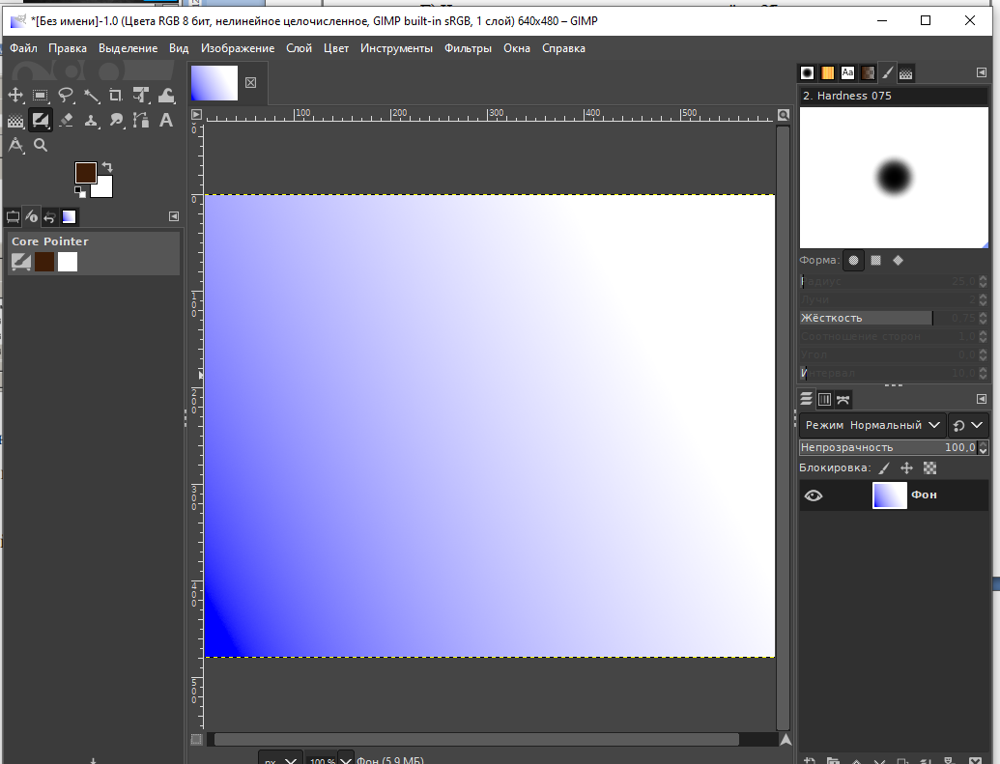 *[Без имени]-1.0 (Цвета RGB 8 бит, нелинейное целочисленное, GIMP built-in sRGB, 1 слой) 640x480 – GIMP
Файл Правка Выделение Вид Изображение Слой Цвет Инструменты Фильтры Окна Справка
Aa
2. Hardness 075
100 200 300 400 500
0
0
100
200
300
400
500
Core Pointer
Форма:
Радиус 25,0
Лучи 2
Жёсткость 0,75
Соотношение сторон 1,0
Угол 0,0
Интервал 10,0
Режим Нормальный
Непрозрачность 100,0
Блокировка:
Фон
px 100 % Фон (5,9 МБ)